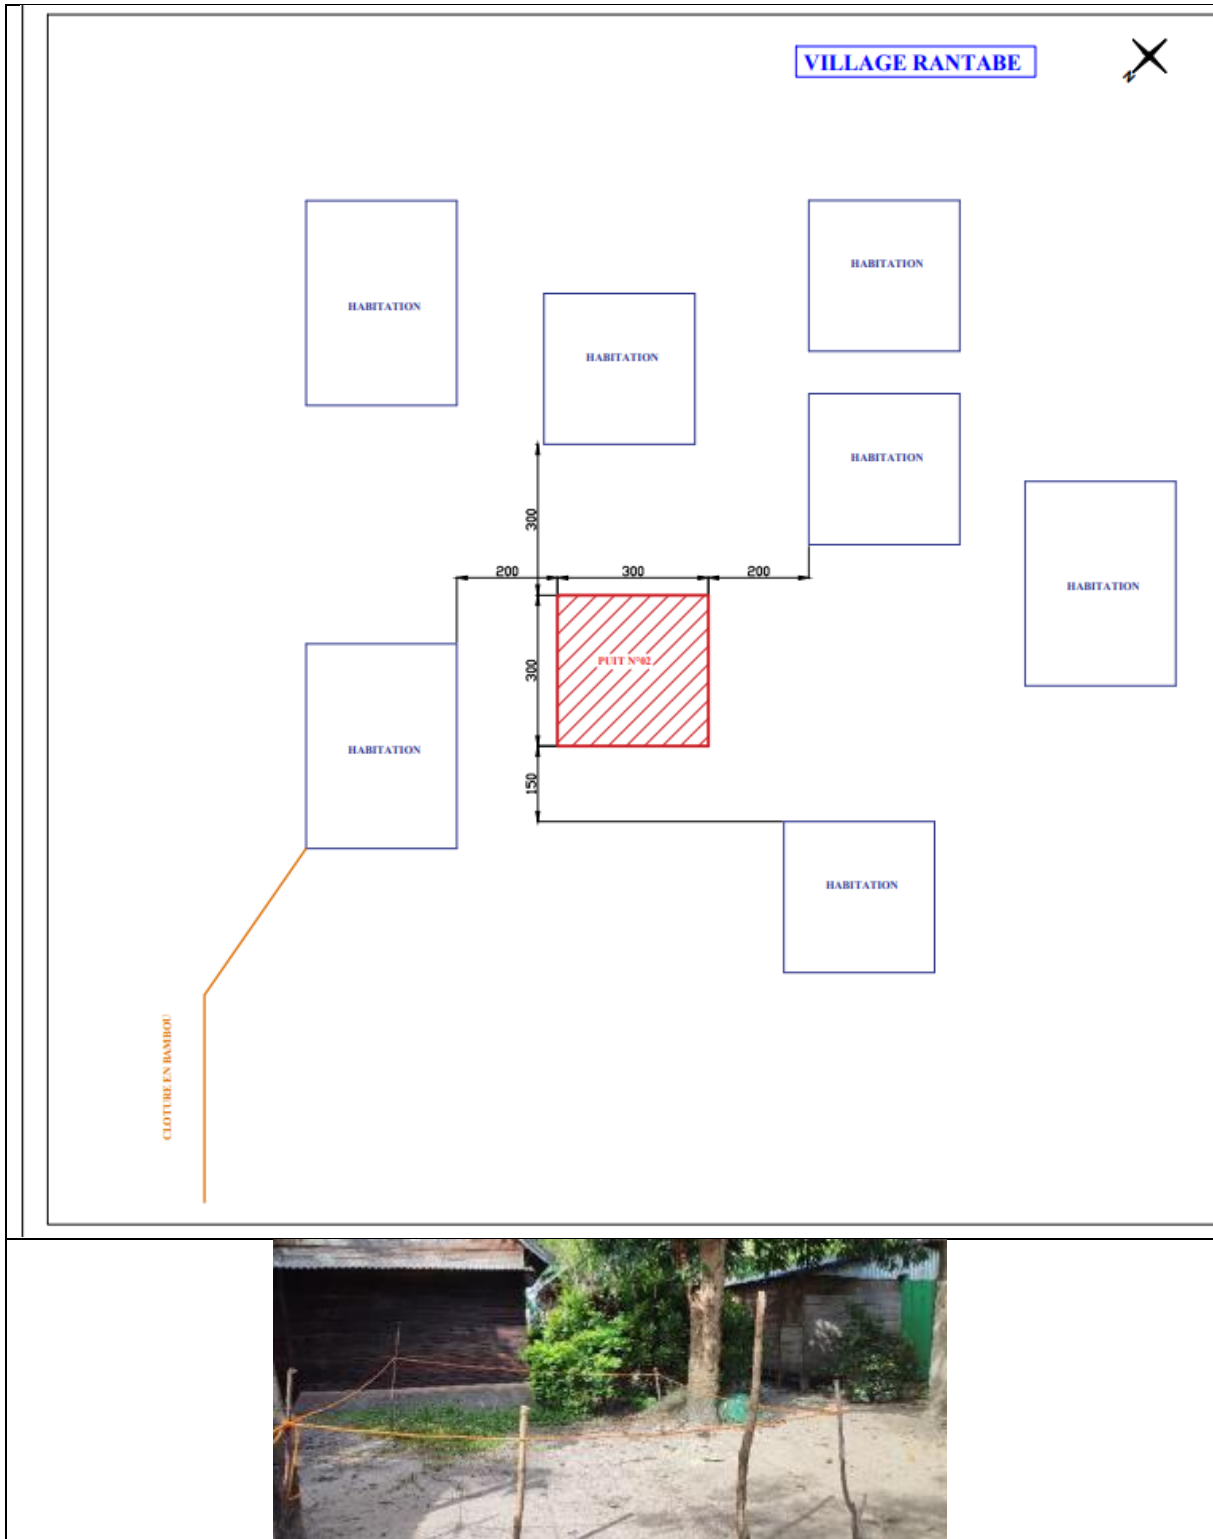 VILLAGE RANTABE
N
HABITATION
HABITATION
HABITATION
HABITATION
300
200
300
200
HABITATION
300
PUIT N°02
HABITATION
150
HABITATION
CLOTURE EN BAMBOU